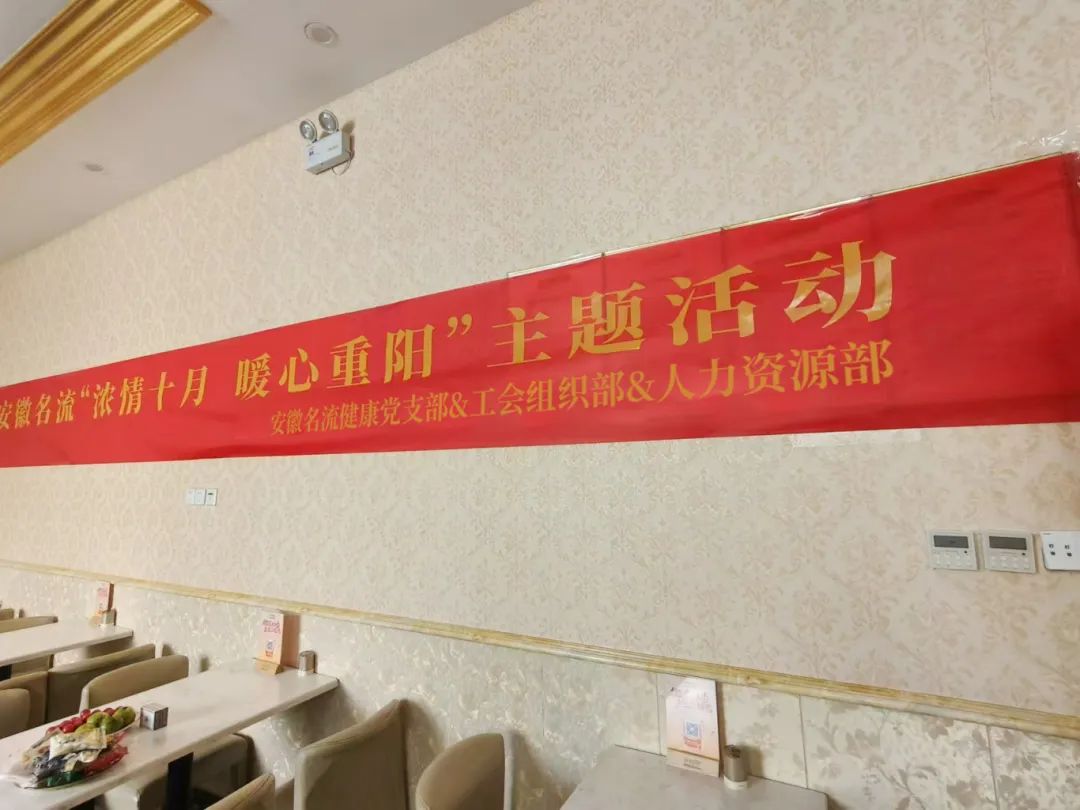 安徽名流“浓情十月 暖心重阳”主题活动
安徽名流健康党支部&工会组织部&人力资源部